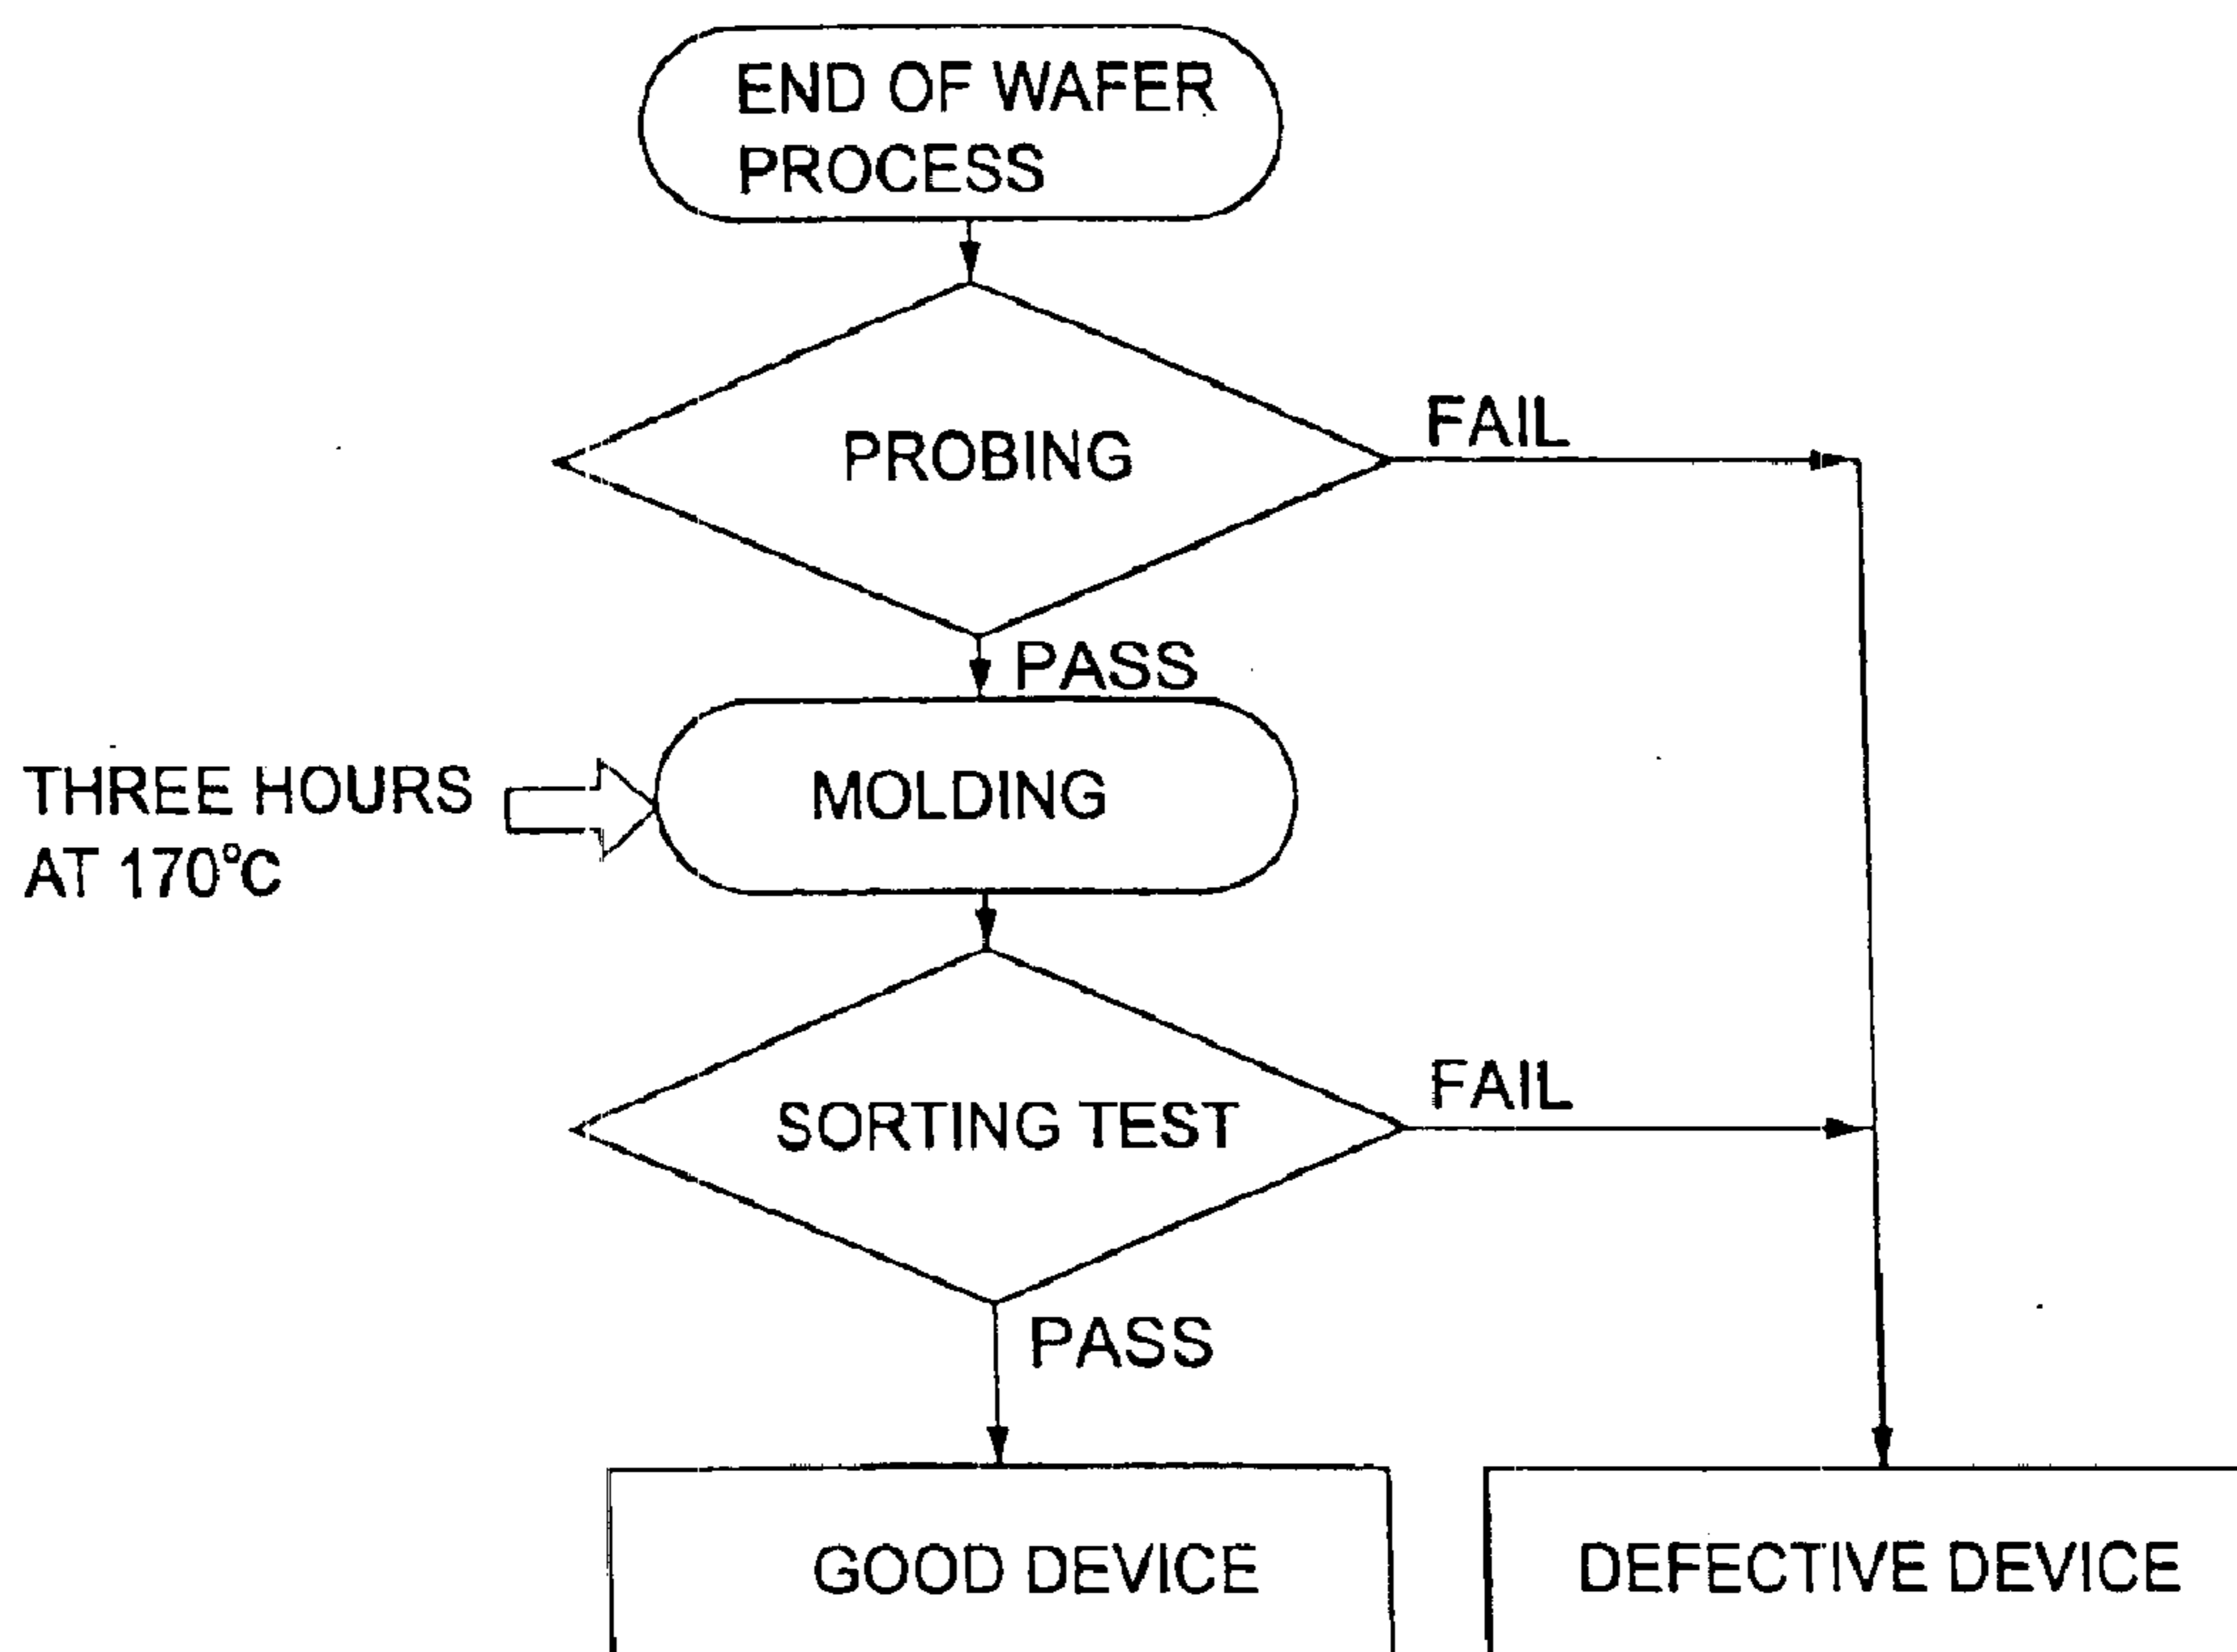 END OF WAFER
PROCESS
PROBING
FAIL
PASS
THREE HOURS
AT 170°C
MOLDING
SORTING TEST
FAIL
PASS
GOOD DEVICE
DEFECTIVE DEVICE